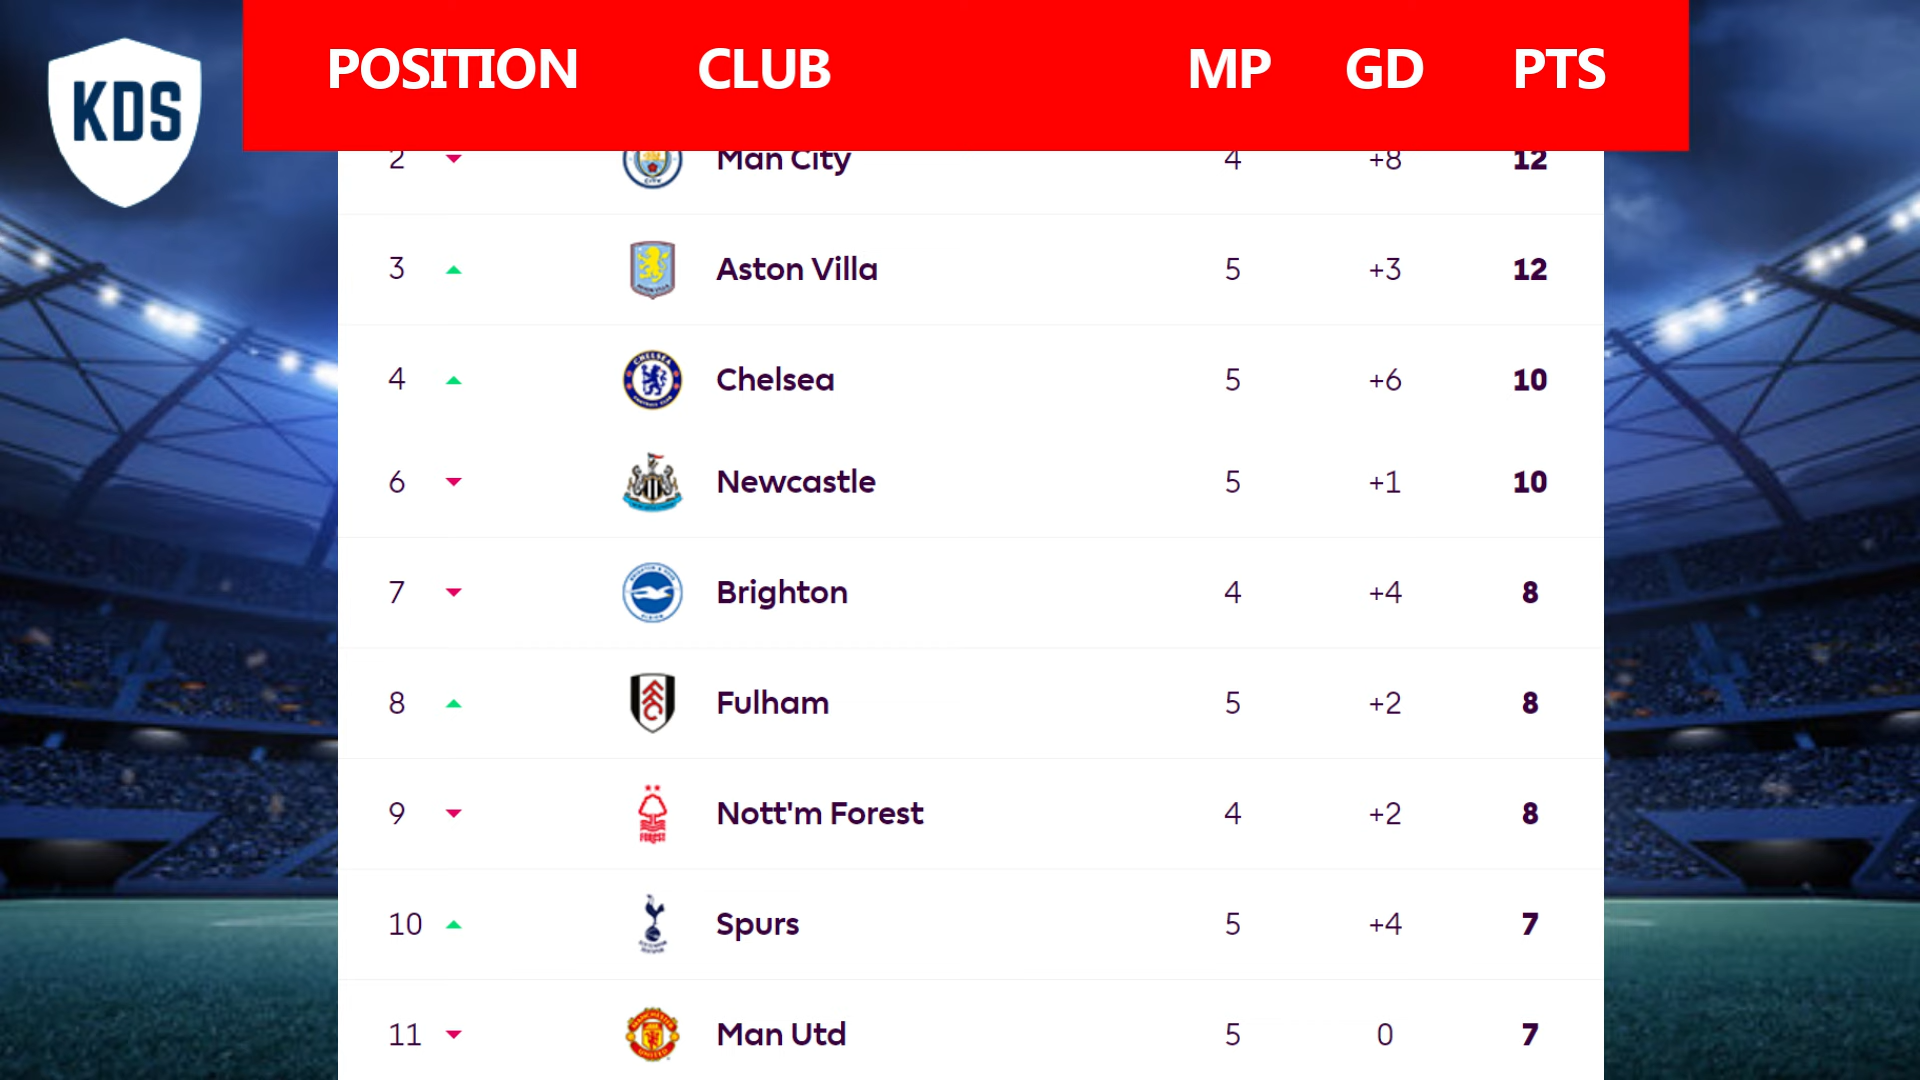 KDS
POSITION CLUB MP GD PTS
2 Man City 4 +8 12
3 Aston Villa 5 +3 12
4 Chelsea 5 +6 10
6 Newcastle 5 +1 10
7 Brighton 4 +4 8
8 Fulham 5 +2 8
9 Nott'm Forest 4 +2 8
10 Spurs 5 +4 7
11 Man Utd 5 0 7